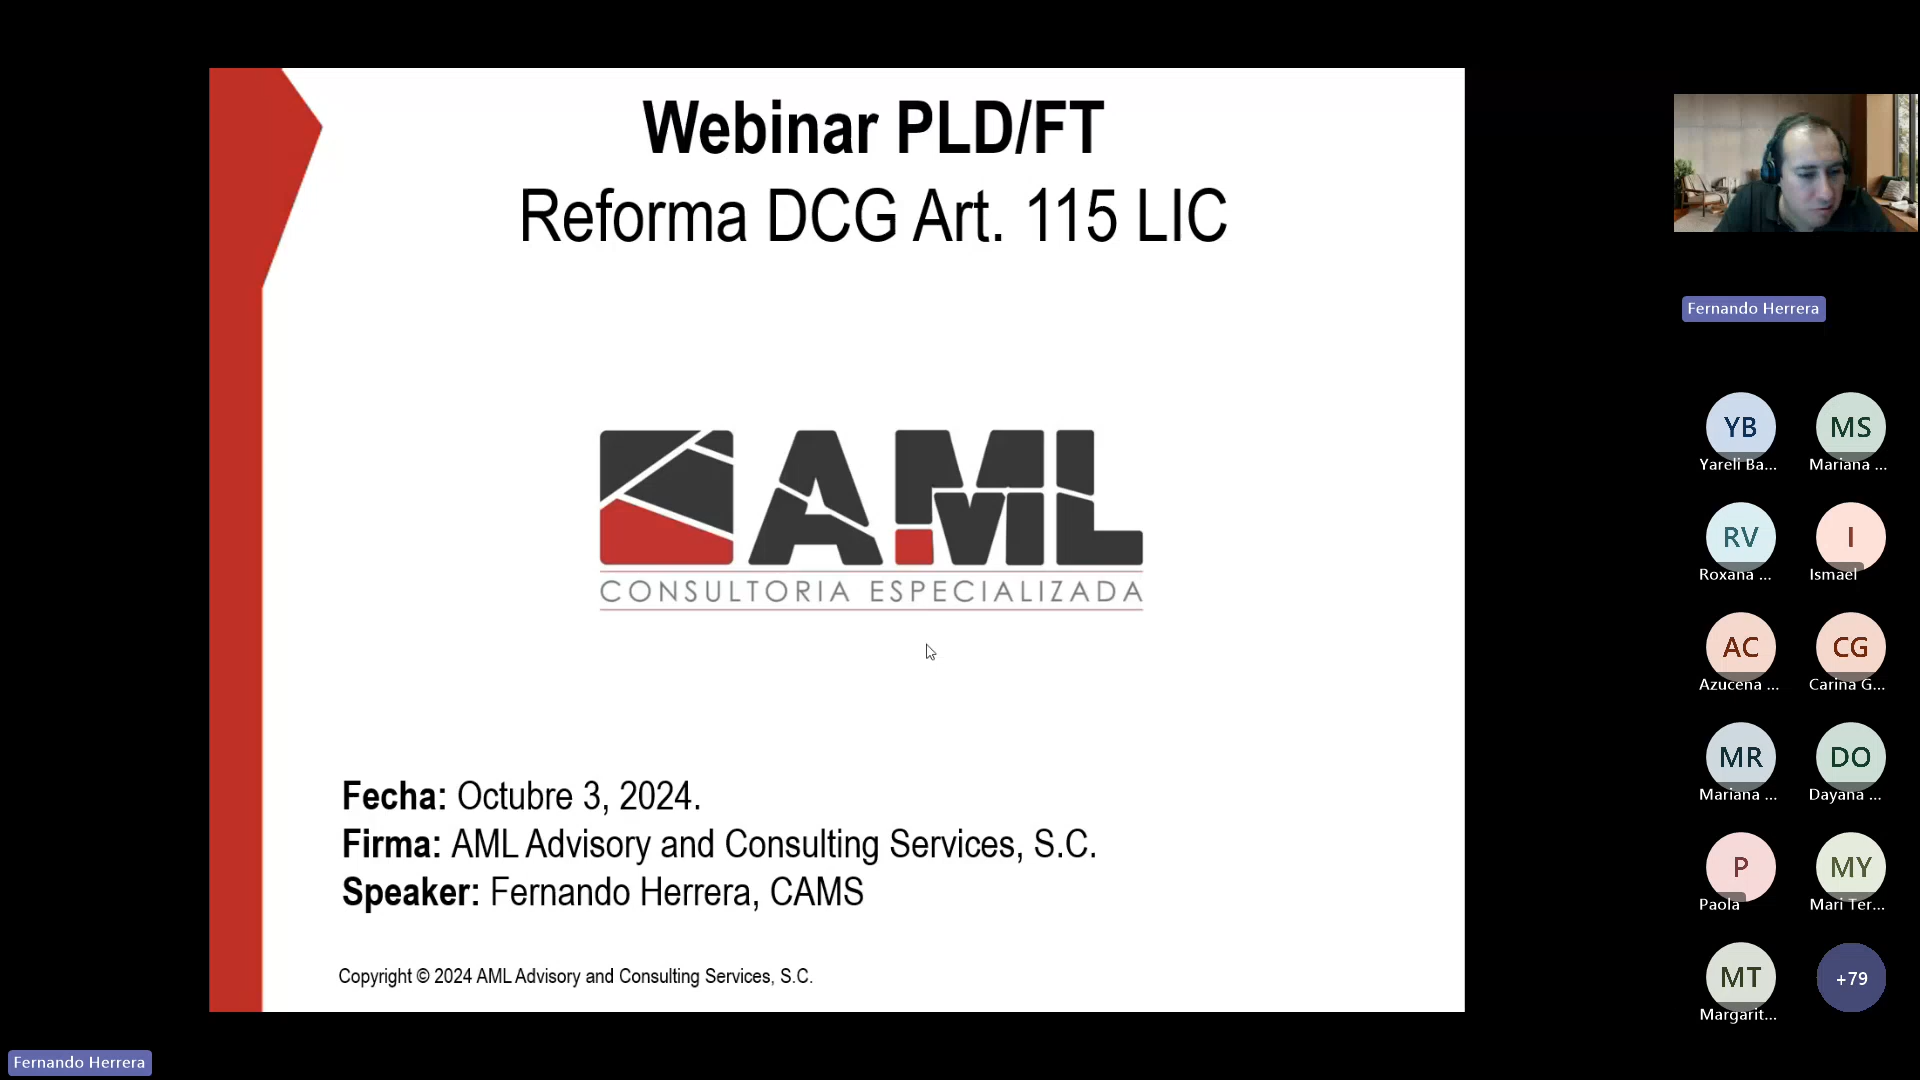 Webinar PLD/FT
Reforma DCG Art. 115 LIC
AML
CONSULTORIA ESPECIALIZADA
Fecha: Octubre 3, 2024.
Firma: AML Advisory and Consulting Services, S.C.
Speaker: Fernando Herrera, CAMS
Copyright © 2024 AML Advisory and Consulting Services, S.C.
Fernando Herrera
Fernando Herrera
YB
MS
Yareli Ba...
Mariana ...
RV
I
Roxana ...
Ismael
AC
CG
Azucena ...
Carina G...
MR
DO
Mariana ...
Dayana ...
P
MY
Paola
Mari Ter...
MT
+79
Margarit...